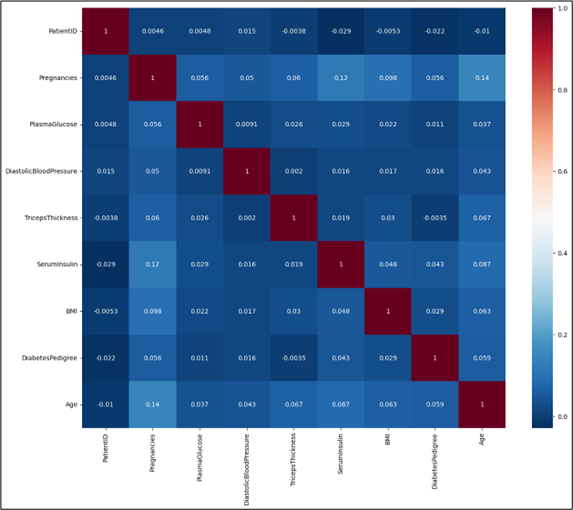 PatientID 1 0.0046 0.0048 0.015 -0.0038 -0.029 -0.0053 -0.022 -0.01
Pregnancies 0.0046 1 0.056 0.05 0.06 0.12 0.098 0.056 0.14
PlasmaGlucose 0.0048 0.056 1 0.0091 0.026 0.029 0.022 0.011 0.037
DiastolicBloodPressure 0.015 0.05 0.0091 1 0.002 0.016 0.017 0.016 0.043
TricepsThickness -0.0038 0.06 0.026 0.002 1 0.019 0.03 -0.0035 0.067
SerumInsulin -0.029 0.12 0.029 0.016 0.019 1 0.048 0.043 0.087
BMI -0.0053 0.098 0.022 0.017 0.03 0.048 1 0.029 0.063
DiabetesPedigree -0.022 0.056 0.011 0.016 -0.0035 0.043 0.029 1 0.059
Age -0.01 0.14 0.037 0.043 0.067 0.087 0.063 0.059 1
PatientID
Pregnancies
PlasmaGlucose
DiastolicBloodPressure
TricepsThickness
SerumInsulin
BMI
DiabetesPedigree
Age
1.0
0.8
0.6
0.4
0.2
0.0